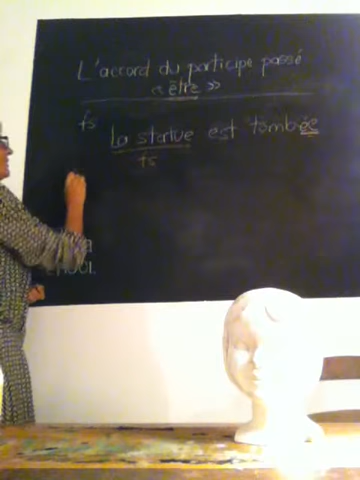 L'accord du participe passé
« être »
fs
La statue est tombée
fs